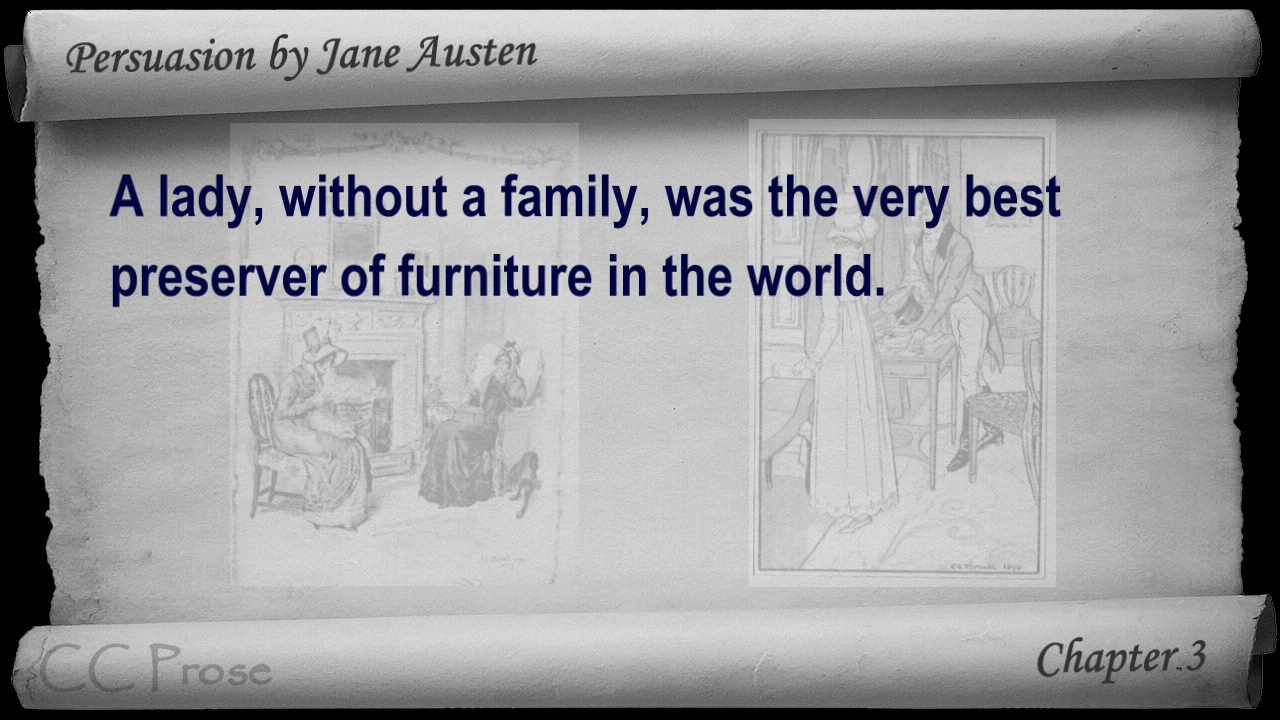 Persuasion by Jane Austen
A lady, without a family, was the very best
preserver of furniture in the world.
CC Prose
Chapter.3